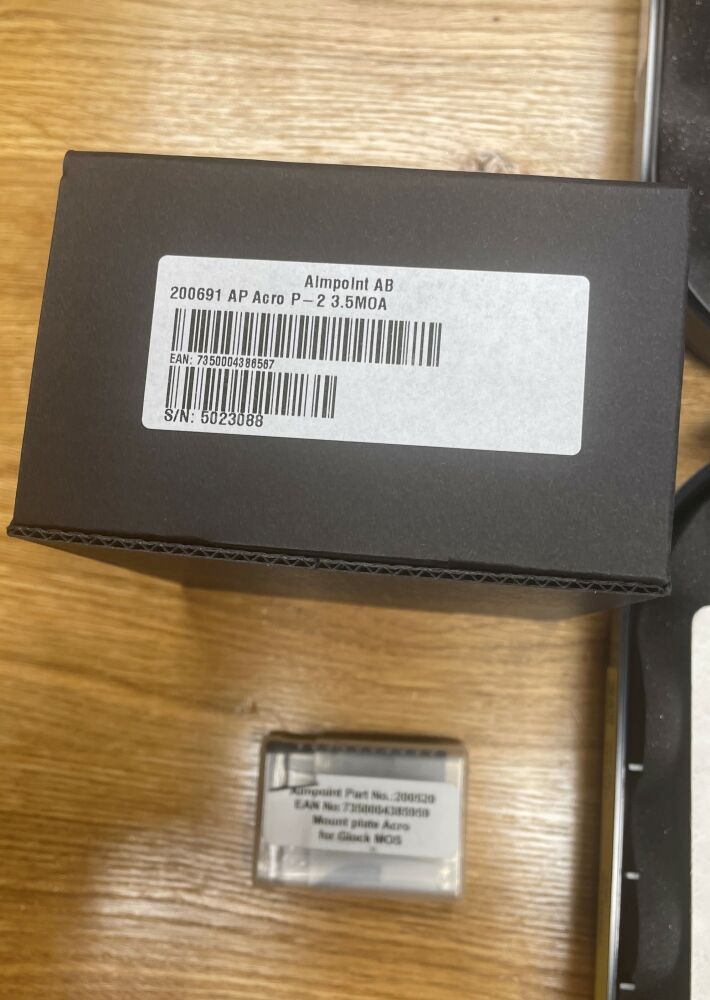 Aimpoint AB
200691 AP Acro P-2 3.5MOA
EAN: 7350004386567
S/N: 5023088
Aimpoint Part No.:200520
EAN No:7350004385959
Mount plate Acro
for Glock MOS